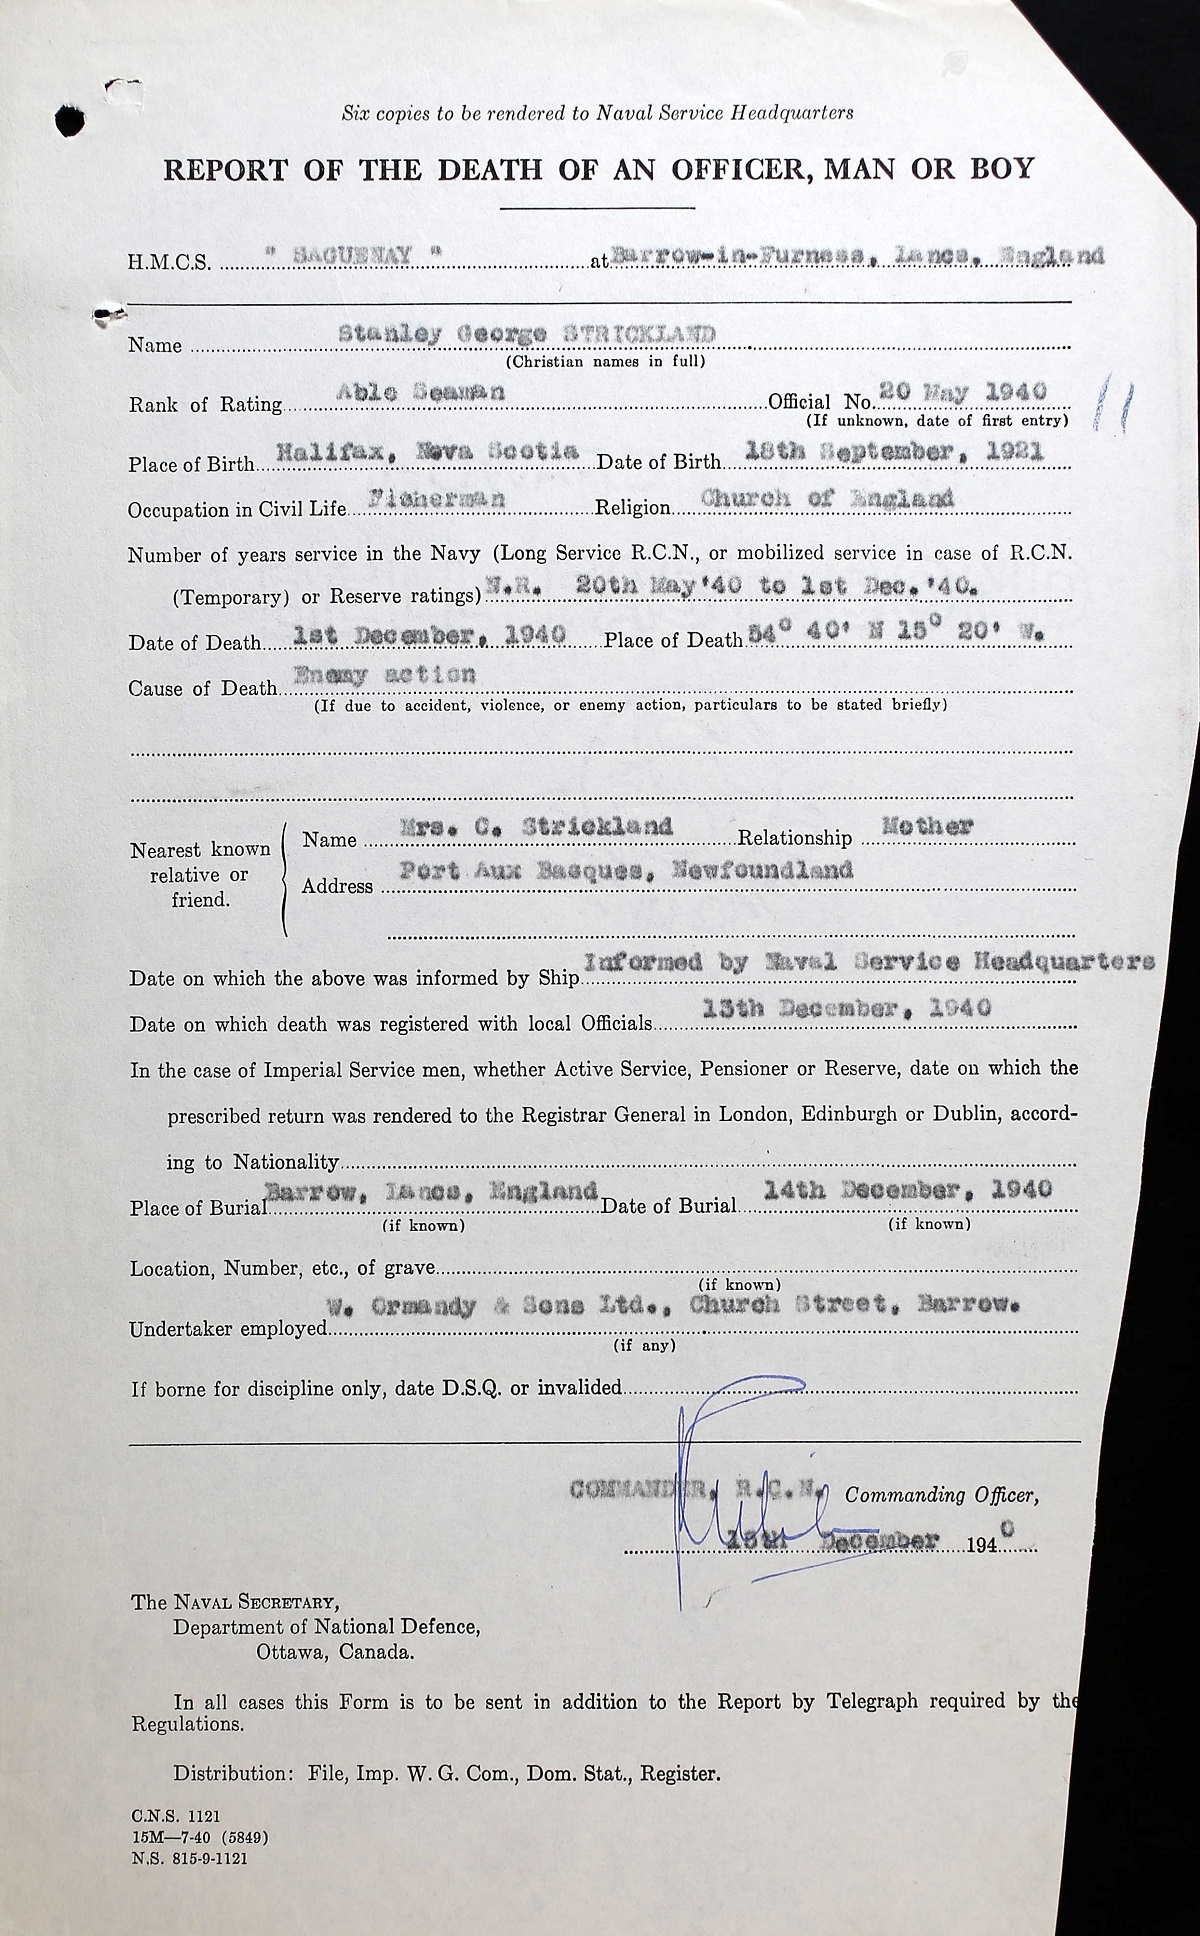 Six copies to be rendered to Naval Service Headquarters
REPORT OF THE DEATH OF AN OFFICER, MAN OR BOY
H.M.C.S. " SAGUENAY " at Barrow-in-Furness, Lancs, England
Name Stanley George STRICKLAND
(Christian names in full)
Rank of Rating Able Seaman Official No. 20 May 1940
(If unknown, date of first entry)
Place of Birth Halifax, Nova Scotia Date of Birth 18th September, 1921
Occupation in Civil Life Fisherman Religion Church of England
Number of years service in the Navy (Long Service R.C.N., or mobilized service in case of R.C.N.
(Temporary) or Reserve ratings) N.R. 20th May '40 to 1st Dec. '40.
Date of Death 1st December, 1940 Place of Death 54° 40' N 15° 20' W.
Cause of Death Enemy action
(If due to accident, violence, or enemy action, particulars to be stated briefly)
Nearest known relative or friend.
Name Mrs. C. Strickland Relationship Mother
Address Port Aux Basques, Newfoundland
Date on which the above was informed by Ship Informed by Naval Service Headquarters
Date on which death was registered with local Officials 13th December, 1940
In the case of Imperial Service men, whether Active Service, Pensioner or Reserve, date on which the
prescribed return was rendered to the Registrar General in London, Edinburgh or Dublin, accord-
ing to Nationality
Place of Burial Barrow, Lancs, England Date of Burial 14th December, 1940
(if known) (if known)
Location, Number, etc., of grave
(if known)
Undertaker employed W. Ormandy & Sons Ltd., Church Street, Barrow.
(if any)
If borne for discipline only, date D.S.Q. or invalided
COMMANDER, R.C.N. Commanding Officer,
December 1940
The NAVAL SECRETARY,
Department of National Defence,
Ottawa, Canada.
In all cases this Form is to be sent in addition to the Report by Telegraph required by the
Regulations.
Distribution: File, Imp. W. G. Com., Dom. Stat., Register.
C.N.S. 1121
15M—7-40 (5849)
N.S. 815-9-1121